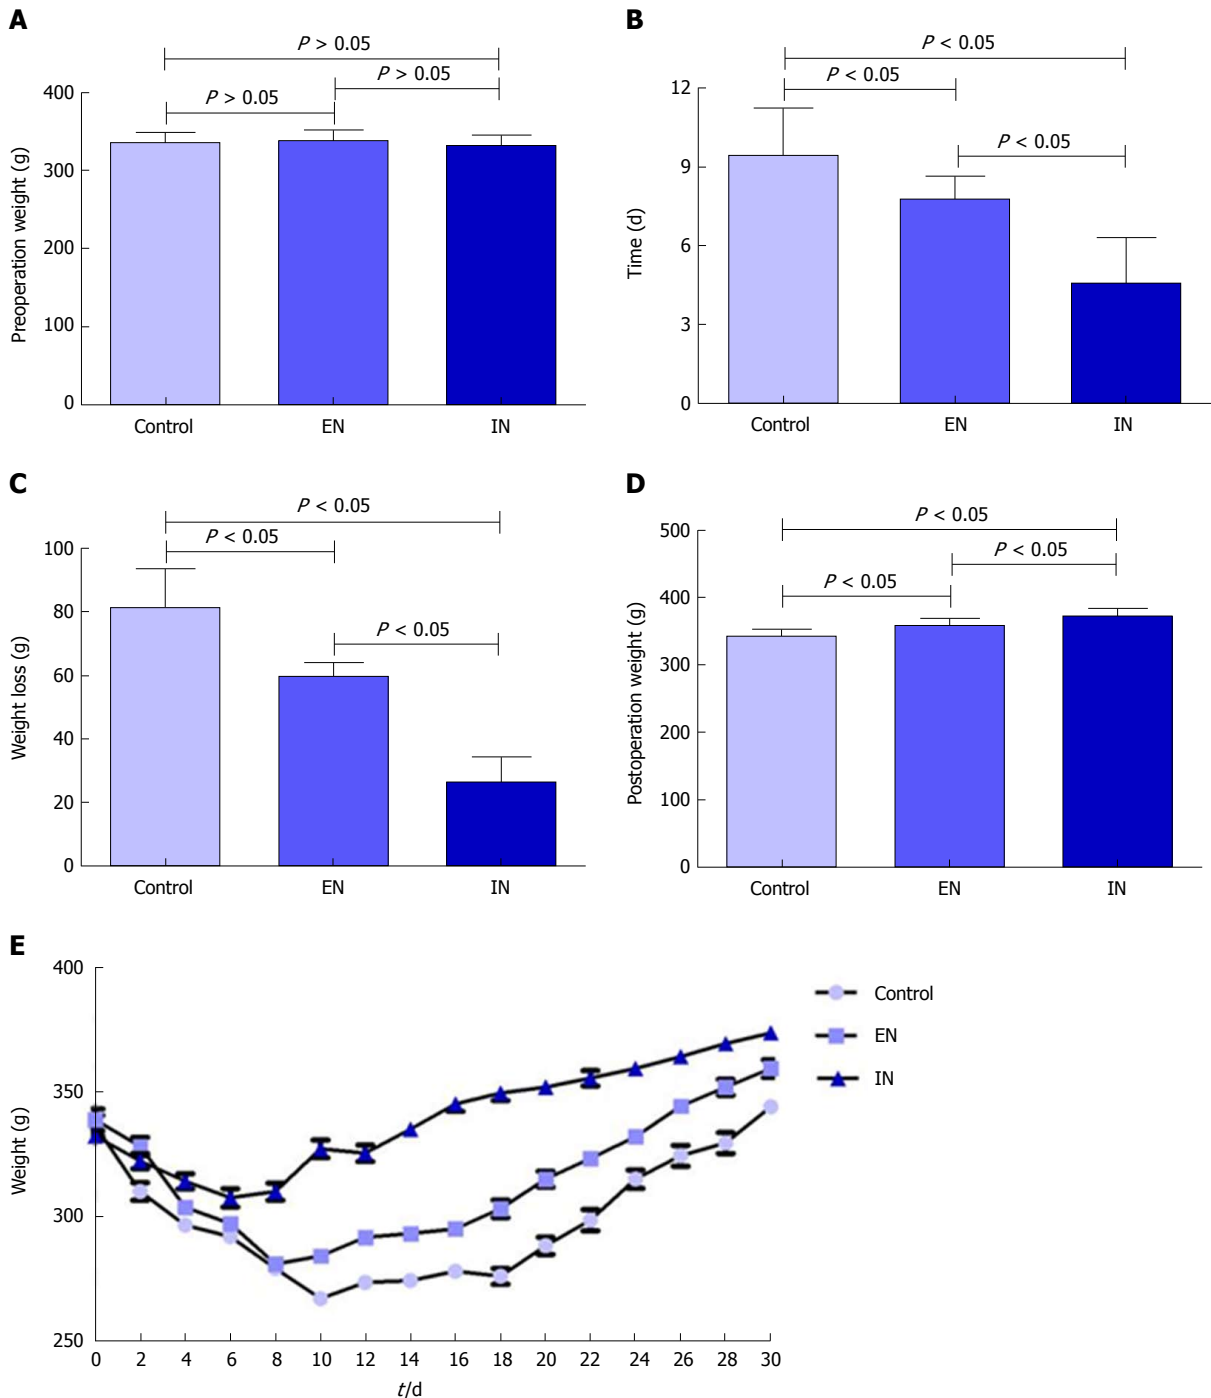 A
P > 0.05
P > 0.05
P > 0.05
Preoperation weight (g)
400
300
200
100
0
Control EN IN
B
P < 0.05
P < 0.05
P < 0.05
Time (d)
12
9
6
3
0
Control EN IN
C
P < 0.05
P < 0.05
P < 0.05
Weight loss (g)
100
80
60
40
20
0
Control EN IN
D
P < 0.05
P < 0.05
P < 0.05
Postoperation weight (g)
500
400
300
200
100
0
Control EN IN
E
Weight (g)
400
350
300
250
0 2 4 6 8 10 12 14 16 18 20 22 24 26 28 30
t/d
Control
EN
IN